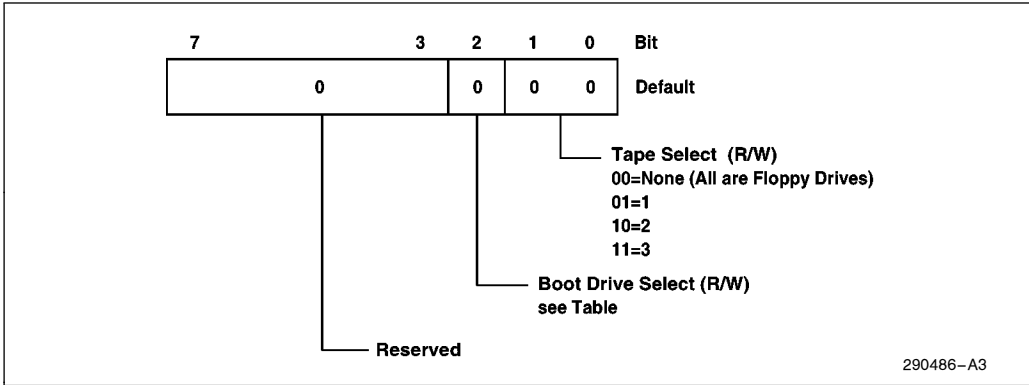 7 3 2 1 0 Bit
0 0 0 0 Default
Tape Select (R/W)
00=None (All are Floppy Drives)
01=1
10=2
11=3
Boot Drive Select (R/W)
see Table
Reserved
290486-A3